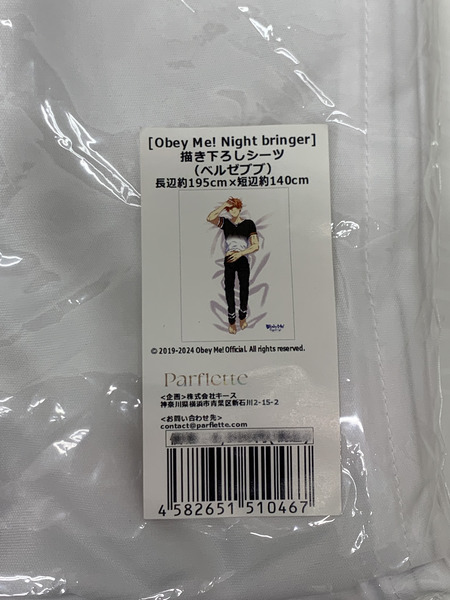 [Obey Me! Night bringer]
描き下ろしシーツ
(ベルゼブブ)
長辺約195cm×短辺約140cm
© 2019-2024 Obey Me! Official. All rights reserved.
Parflette
<企画>株式会社キース
神奈川県横浜市青葉区新石川2-15-2
<お問い合わせ先>
contact@parflette.com
4 582651 510467